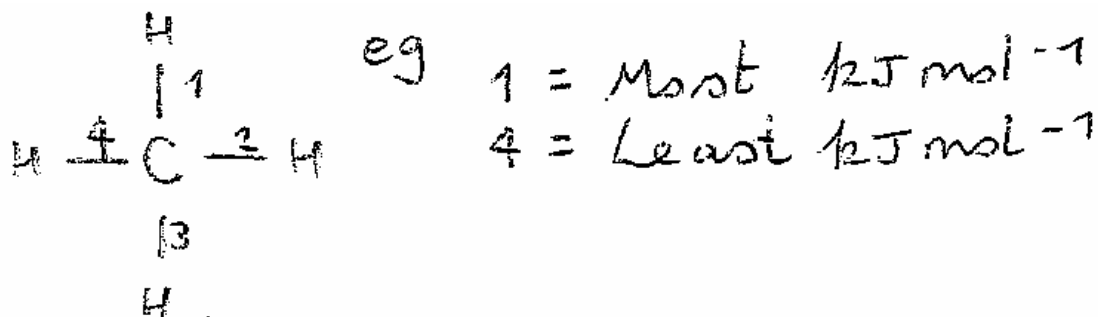 H
eg
1
1 = Most kJ mol⁻¹
H 4 C 2 H
4 = Least kJ mol⁻¹
3
H